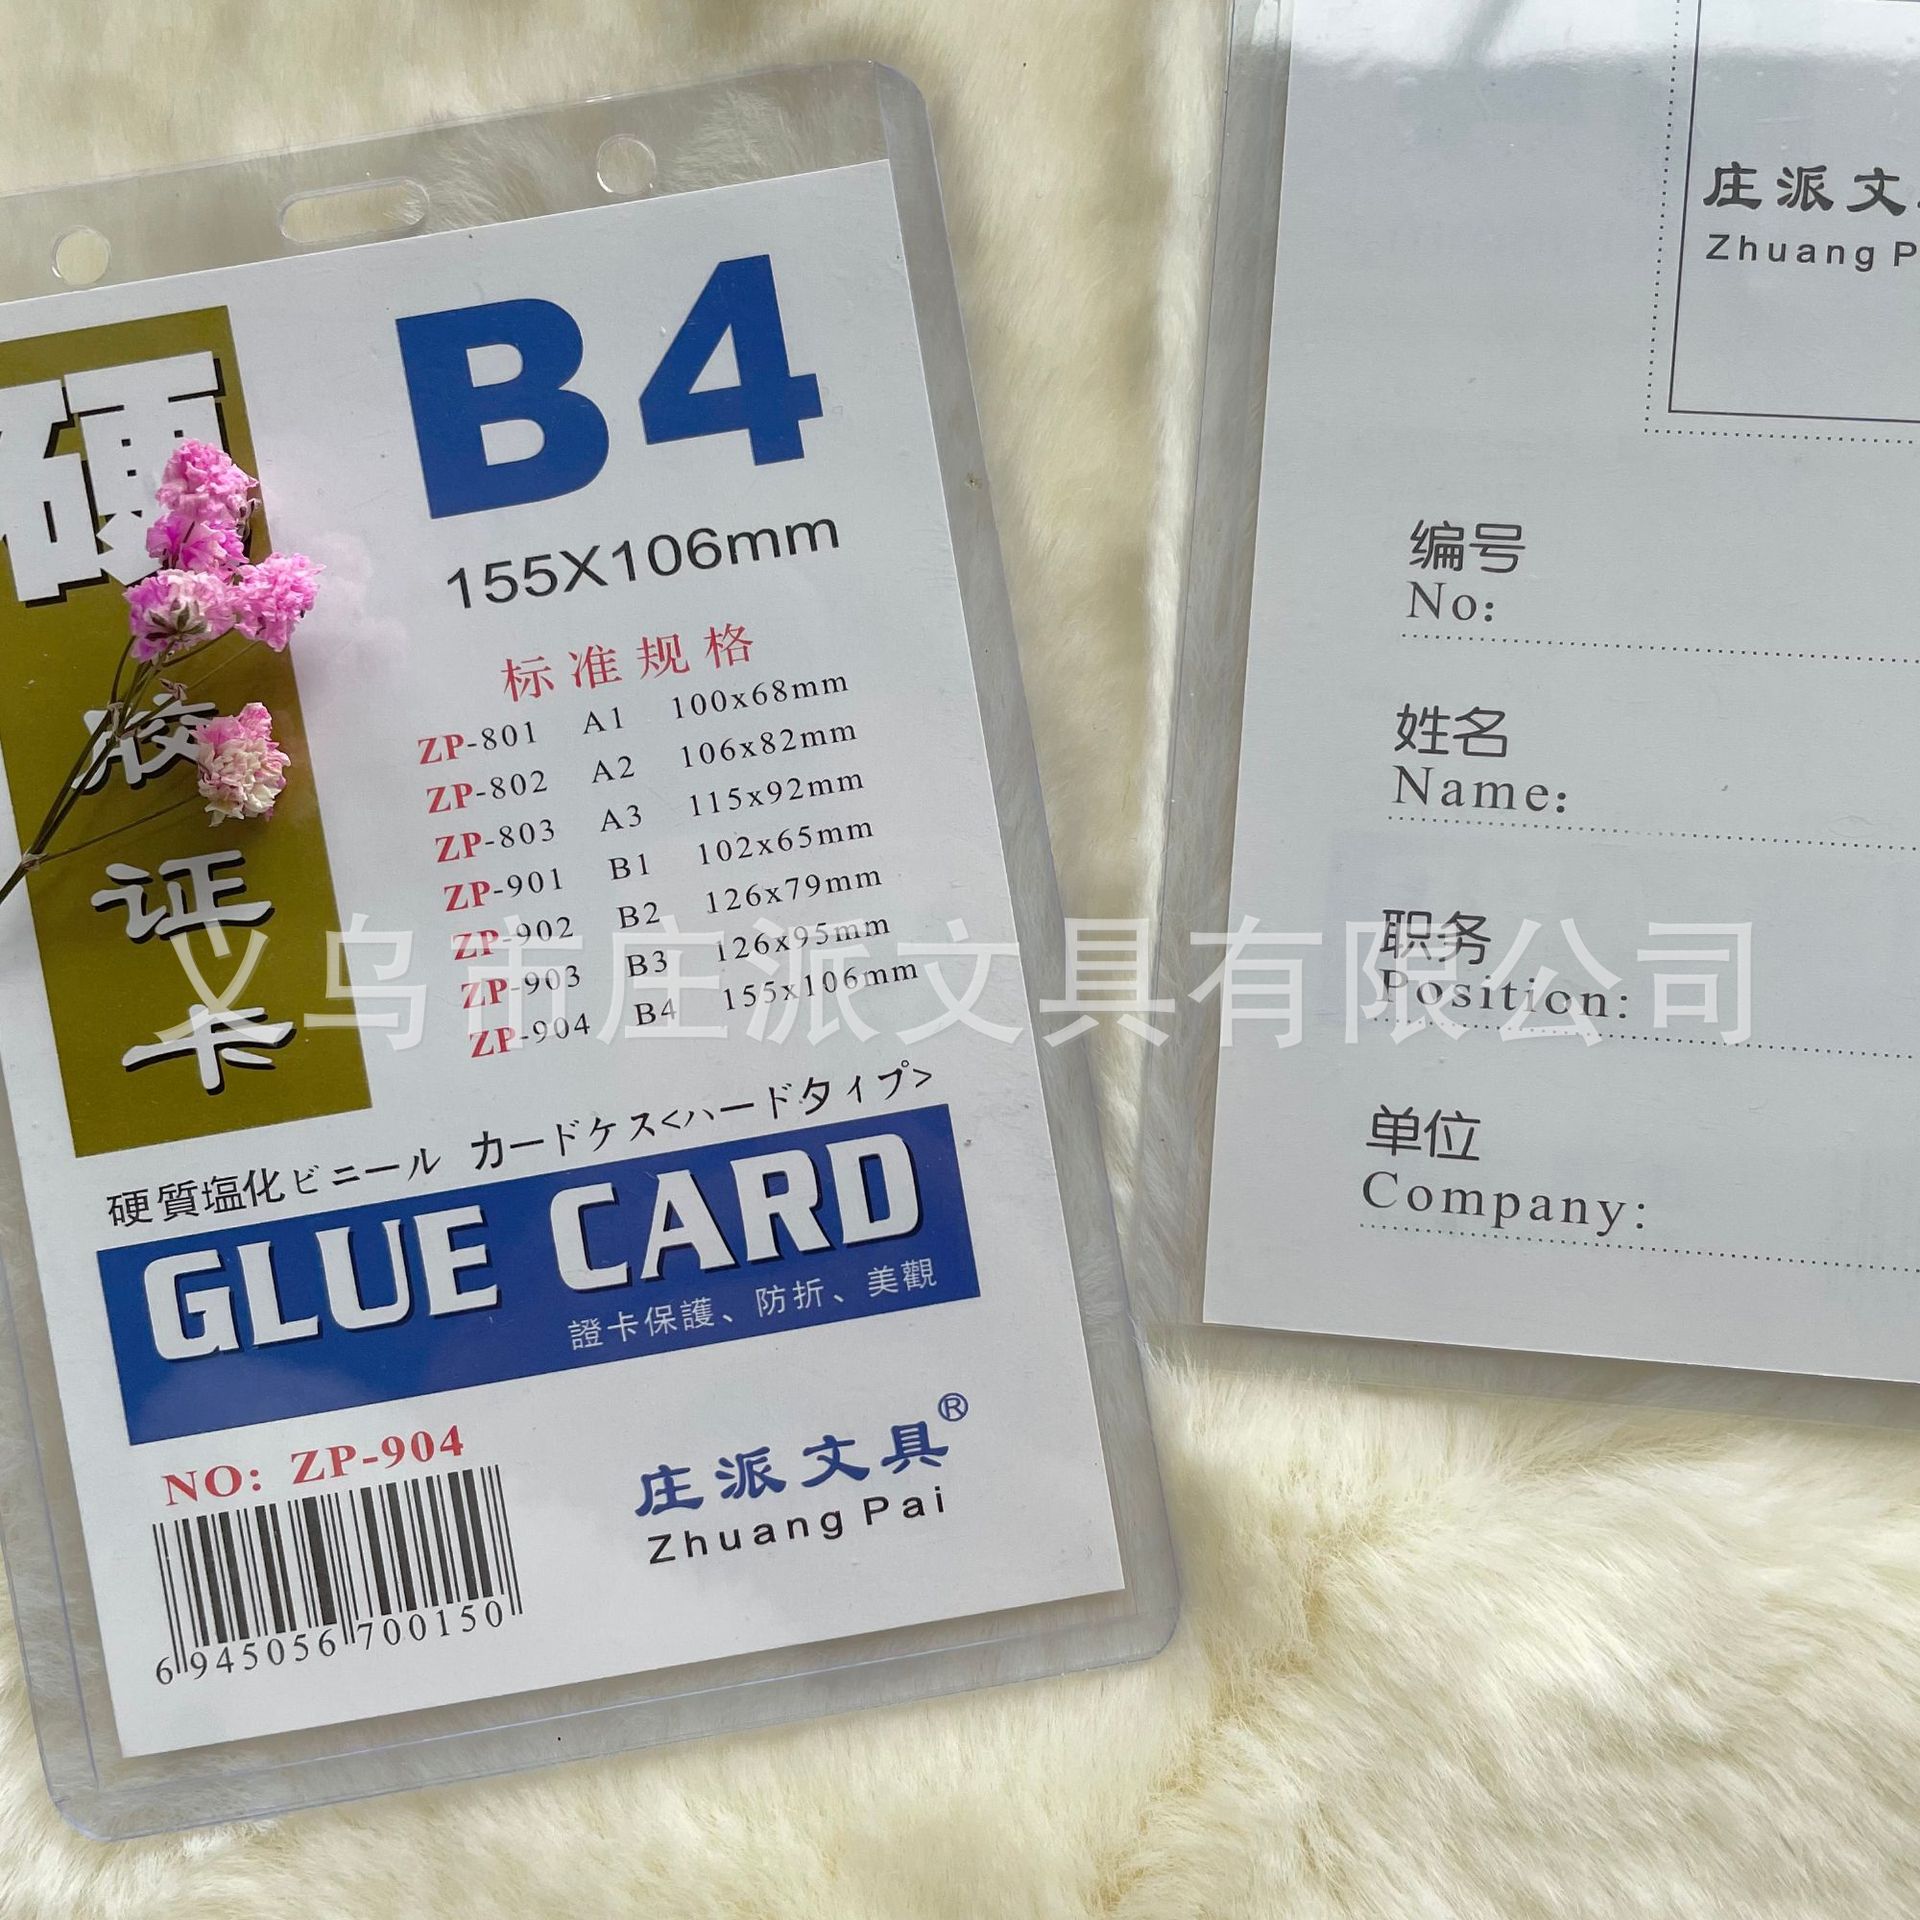 硬胶证卡
B4
155X106mm
标准规格
ZP-801 A1 100x68mm
ZP-802 A2 106x82mm
ZP-803 A3 115x92mm
ZP-901 B1 102x65mm
ZP-902 B2 126x79mm
ZP-903 B3 126x95mm
ZP-904 B4 155x106mm
硬質塩化ビニール カードケス<ハードタイプ>
GLUE CARD
證卡保護、防折、美觀
NO: ZP-904
6945056700150
庄派文具®
Zhuang Pai
庄派文
Zhuang P
编号
No:
姓名
Name:
职务
Position:
单位
Company:
义乌市庄派文具有限公司